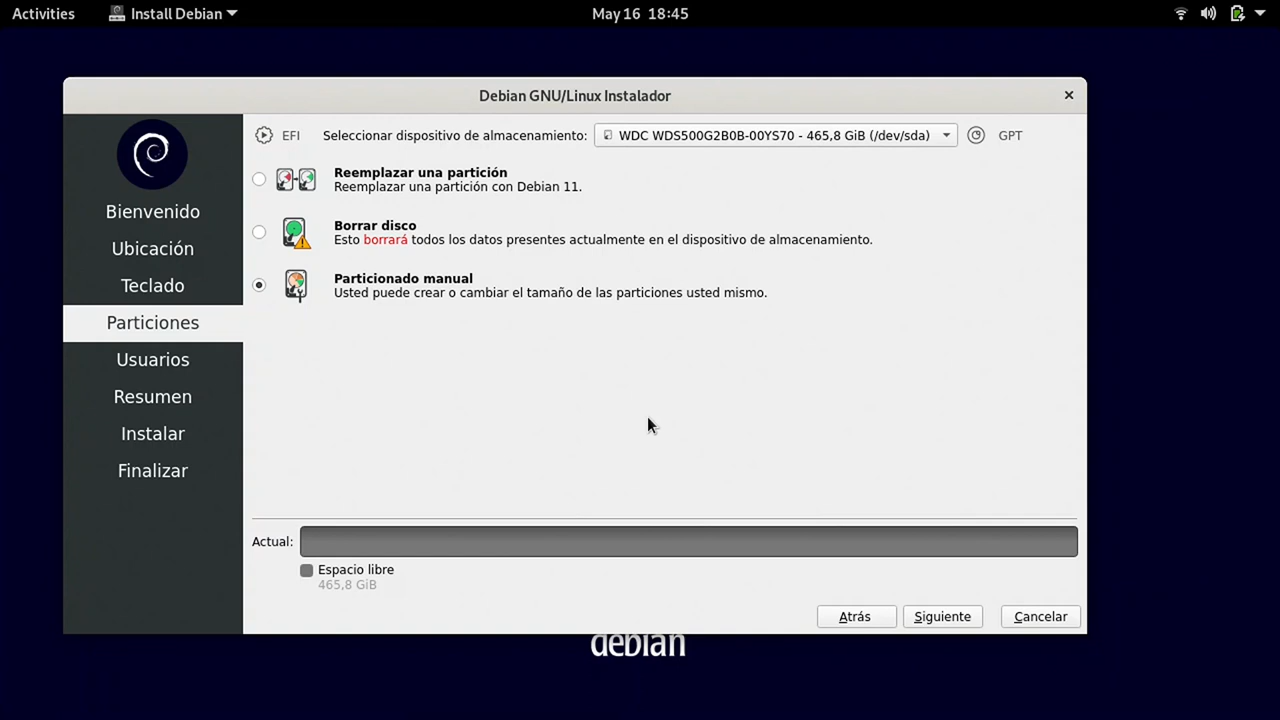 Activities
Install Debian
May 16 18:45
Debian GNU/Linux Instalador
EFI
Seleccionar dispositivo de almacenamiento:
WDC WDS500G2B0B-00YS70 - 465,8 GiB (/dev/sda)
GPT
Bienvenido
Ubicación
Teclado
Particiones
Usuarios
Resumen
Instalar
Finalizar
Reemplazar una partición
Reemplazar una partición con Debian 11.
Borrar disco
Esto borrará todos los datos presentes actualmente en el dispositivo de almacenamiento.
Particionado manual
Usted puede crear o cambiar el tamaño de las particiones usted mismo.
Actual:
Espacio libre
465,8 GiB
Atrás
Siguiente
Cancelar
debian